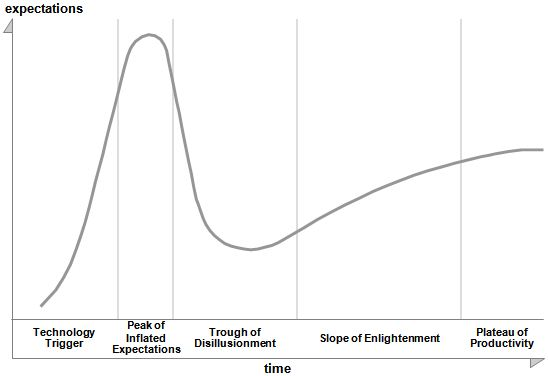 expectations
Technology
Trigger
Peak of
Inflated
Expectations
Trough of
Disillusionment
Slope of Enlightenment
Plateau of
Productivity
time